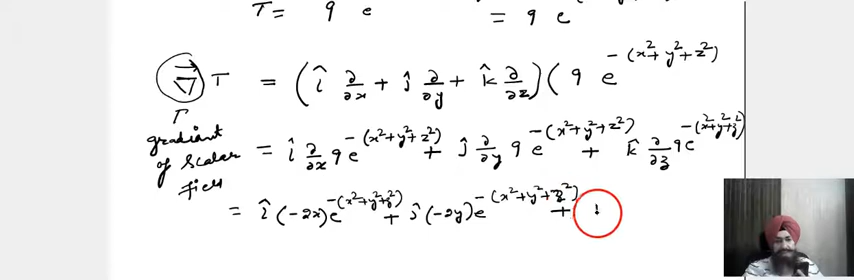 T = 9 e = 9 e
∇⃗ T = (î ∂/∂x + ĵ ∂/∂y + k̂ ∂/∂z) (9 e^-(x²+y²+z²)
gradient of scalar field
= î ∂/∂x 9 e^-(x²+y²+z²) + ĵ ∂/∂y 9 e^-(x²+y²+z²) + k̂ ∂/∂z 9 e^-(x²+y²+z²)
= î (-2x) e^-(x²+y²+z²) + ĵ (-2y) e^-(x²+y²+z²) +